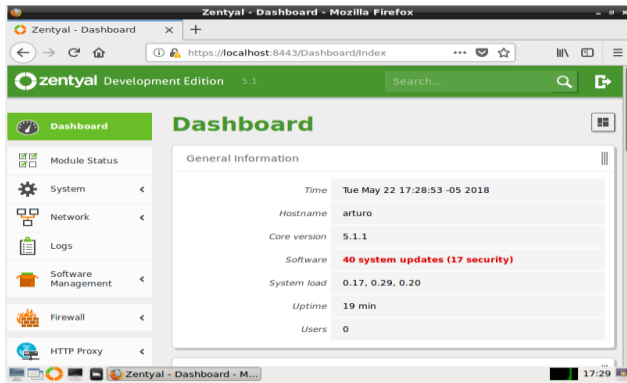 Zentyal - Dashboard - Mozilla Firefox
Zentyal - Dashboard
https://localhost:8443/Dashboard/Index
zentyal Development Edition 5.1
Search...
Dashboard
Module Status
System
Network
Logs
Software
Management
Firewall
HTTP Proxy
Dashboard
General Information
Time Tue May 22 17:28:53 -05 2018
Hostname arturo
Core version 5.1.1
Software 40 system updates (17 security)
System load 0.17, 0.29, 0.20
Uptime 19 min
Users 0
Zentyal - Dashboard - M...
17:29